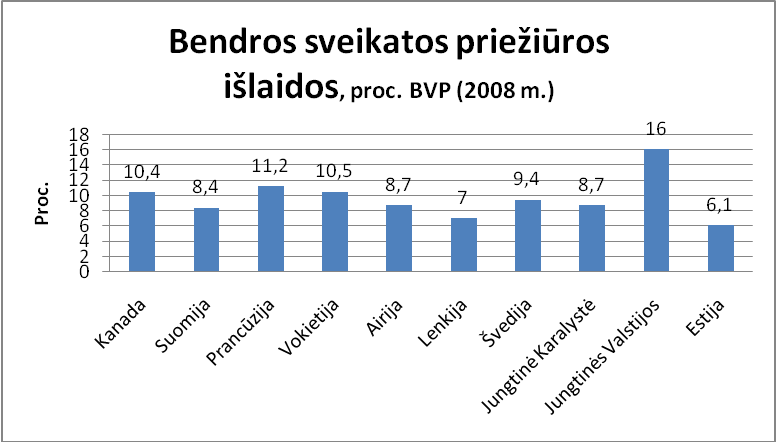 Bendros sveikatos priežiūros
išlaidos, proc. BVP (2008 m.)
Proc.
18
16
14
12
10
8
6
4
2
0
10,4
8,4
11,2
10,5
8,7
7
9,4
8,7
16
6,1
Kanada
Suomija
Prancūzija
Vokietija
Airija
Lenkija
Švedija
Jungtinė Karalystė
Jungtinės Valstijos
Estija